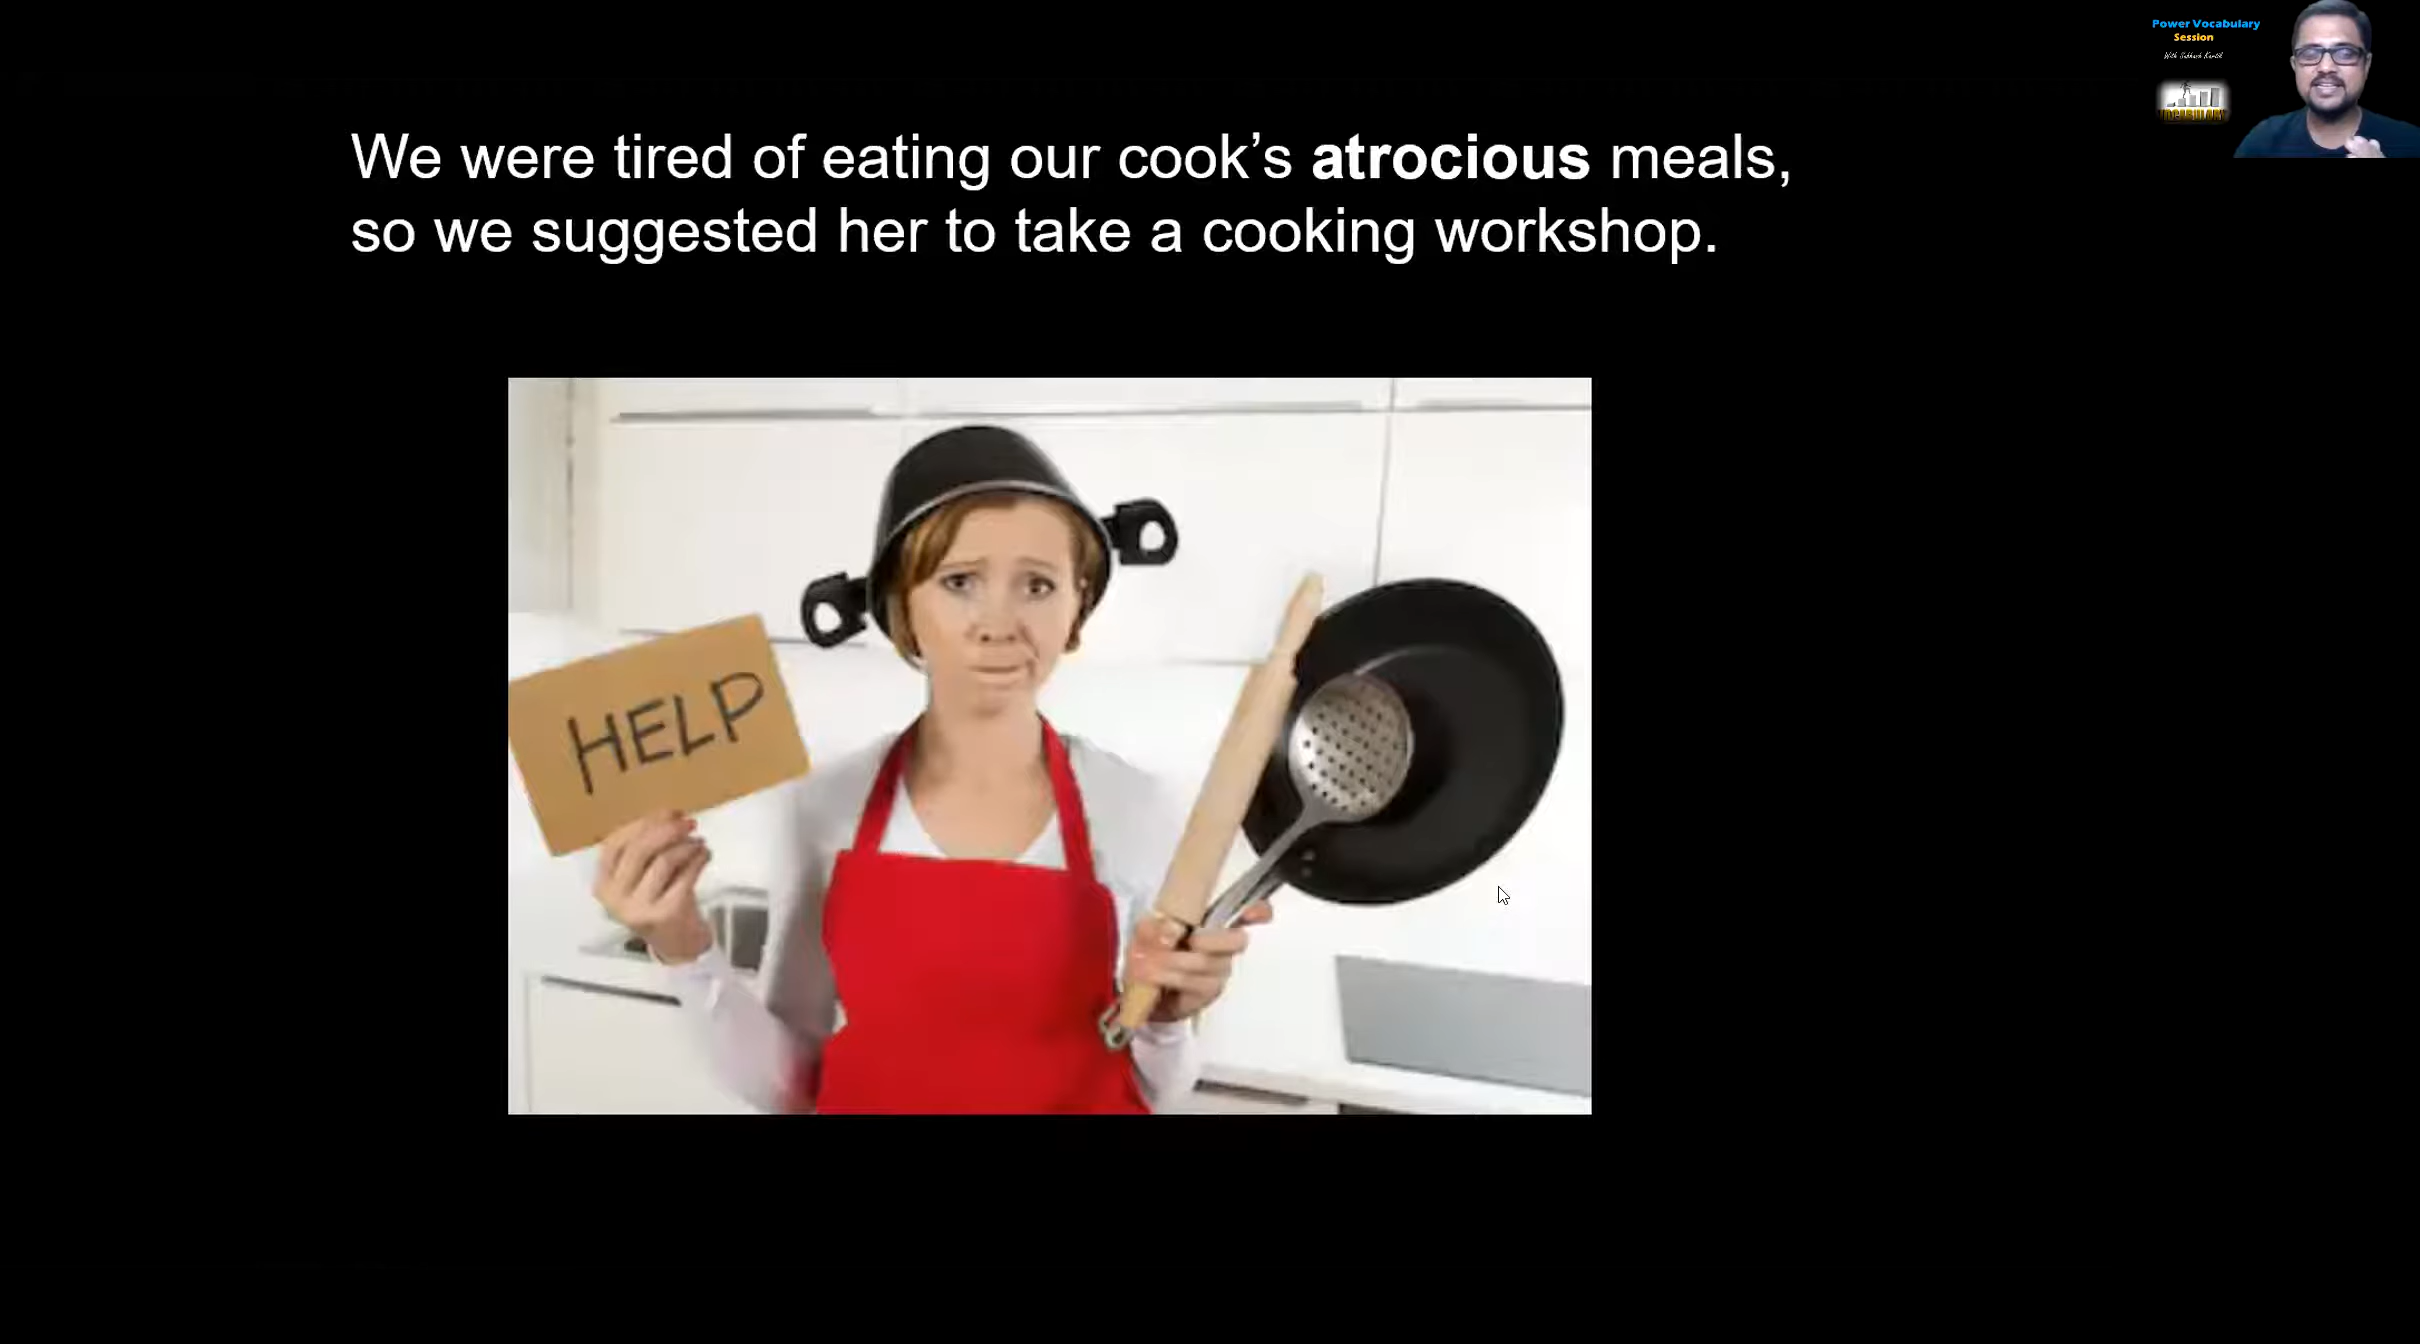 Power Vocabulary
Session
We were tired of eating our cook’s atrocious meals,
so we suggested her to take a cooking workshop.
HELP
VOCABULARY